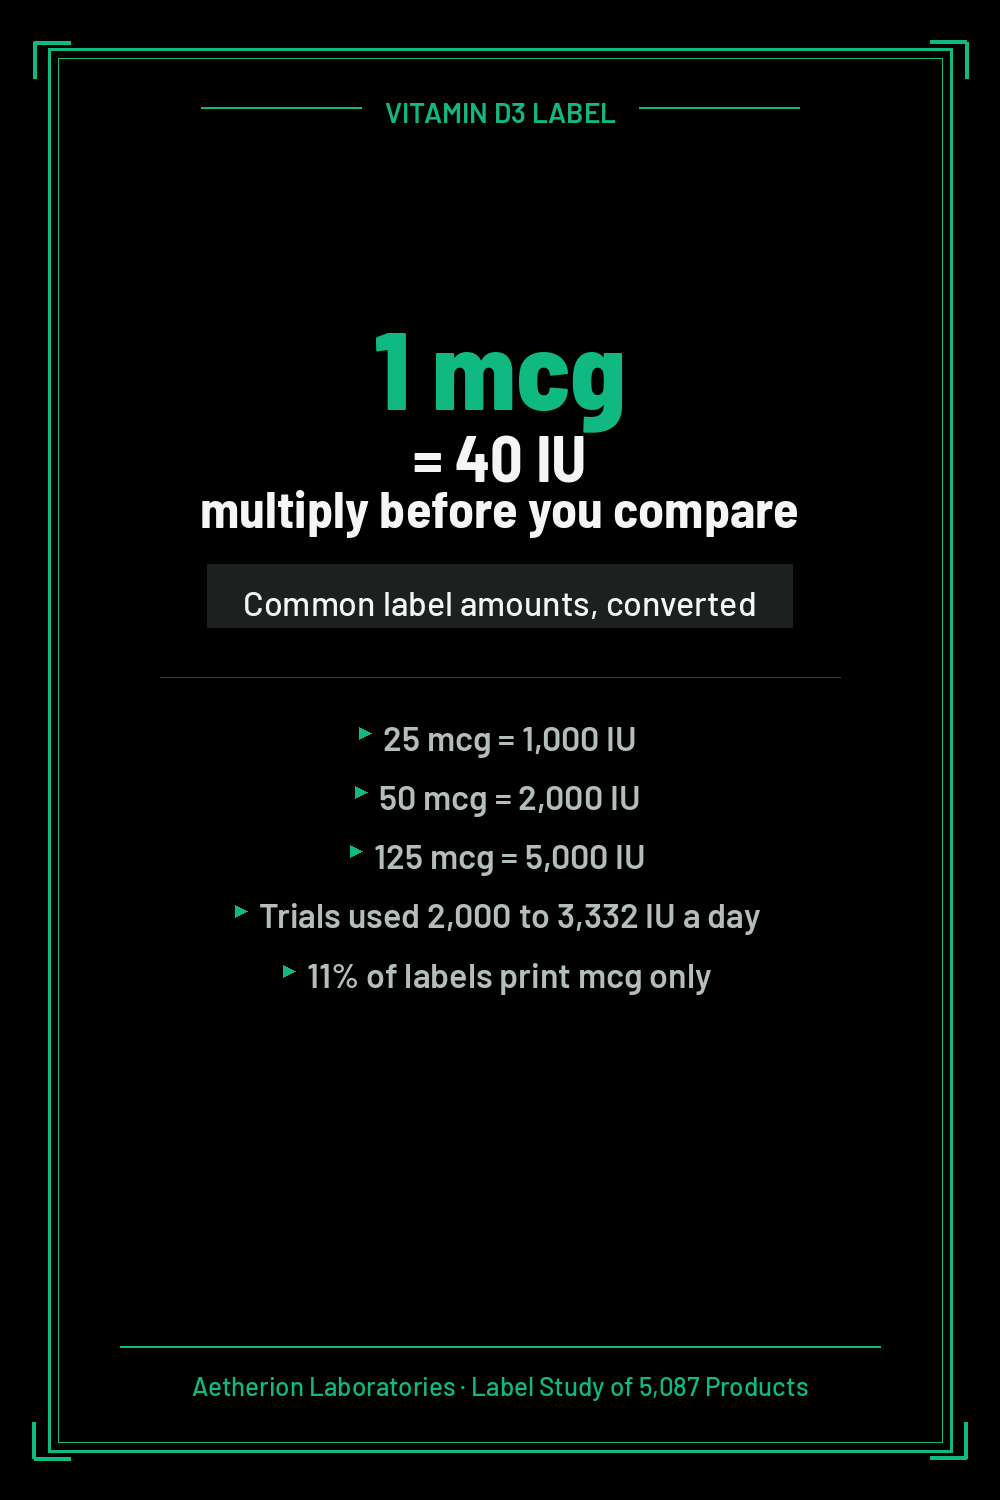 VITAMIN D3 LABEL
1 mcg
= 40 IU
multiply before you compare
Common label amounts, converted
25 mcg = 1,000 IU
50 mcg = 2,000 IU
125 mcg = 5,000 IU
Trials used 2,000 to 3,332 IU a day
11% of labels print mcg only
Aetherion Laboratories · Label Study of 5,087 Products